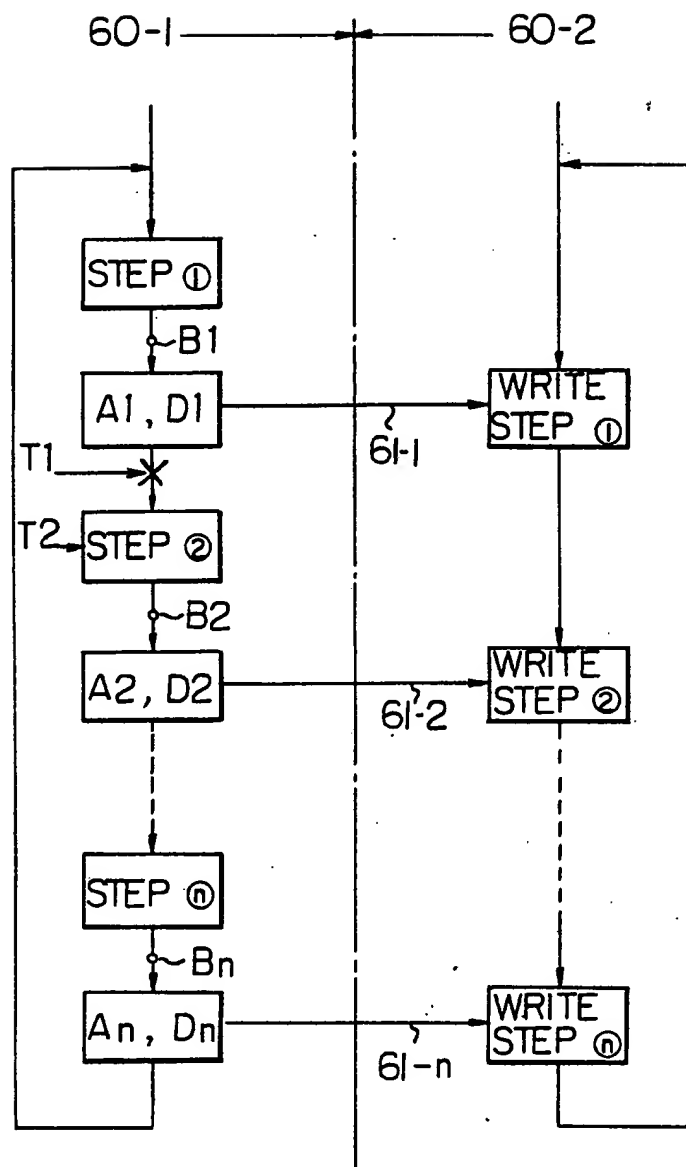 60-1
60-2
STEP ①
B1
A1, D1
WRITE
STEP ①
61-1
T1
T2
STEP ②
B2
A2, D2
WRITE
STEP ②
61-2
STEP ⓝ
Bn
An, Dn
WRITE
STEP ⓝ
61-n